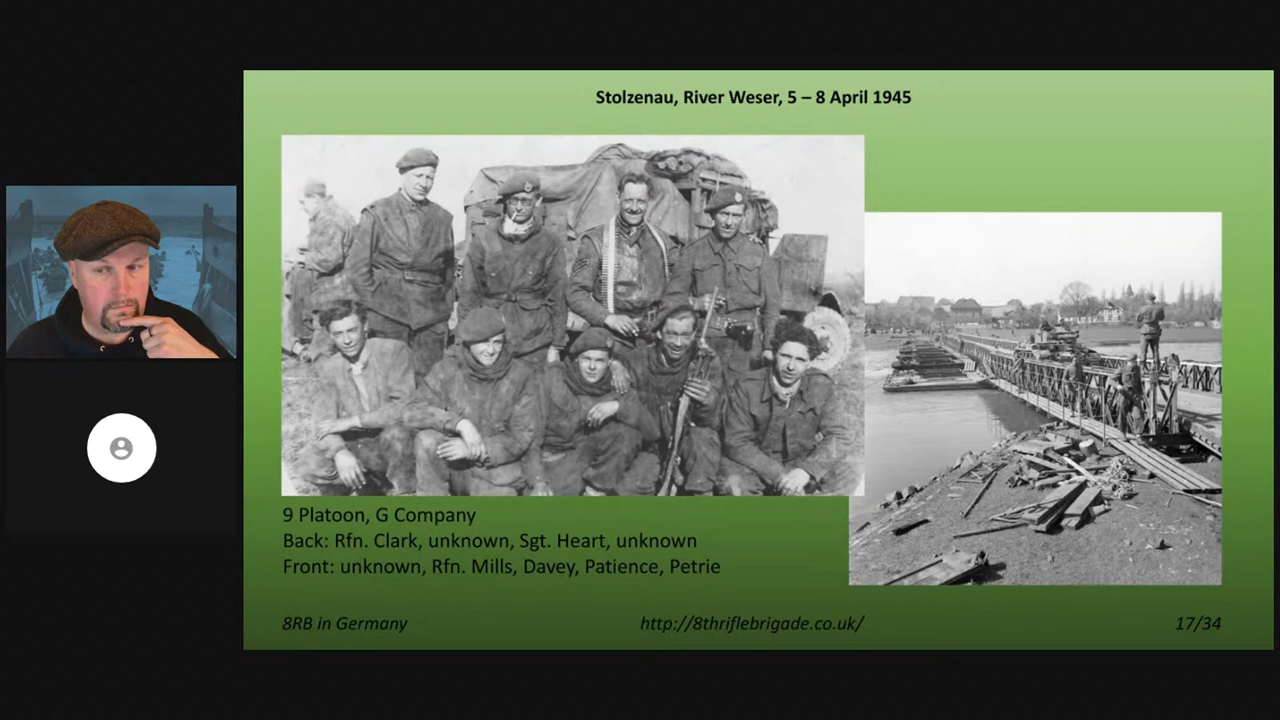 Stolzenau, River Weser, 5 – 8 April 1945
9 Platoon, G Company
Back: Rfn. Clark, unknown, Sgt. Heart, unknown
Front: unknown, Rfn. Mills, Davey, Patience, Petrie
8RB in Germany
http://8thriflebrigade.co.uk/
17/34